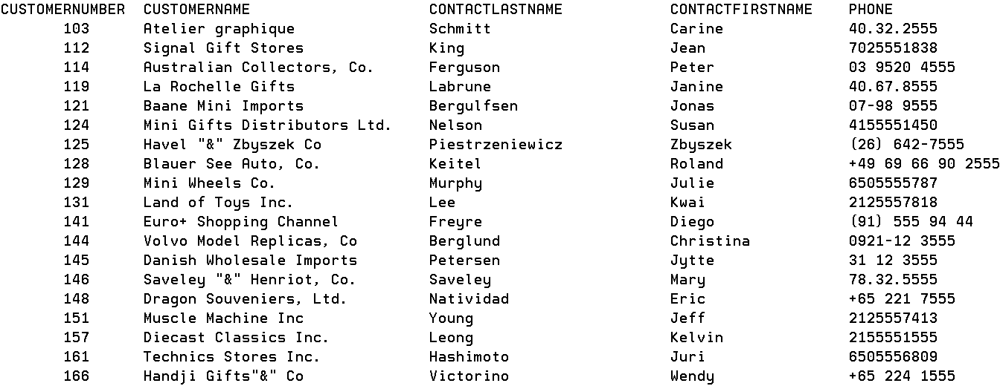 CUSTOMERNUMBER CUSTOMERNAME CONTACTLASTNAME CONTACTFIRSTNAME PHONE
103 Atelier graphique Schmitt Carine 40.32.2555
112 Signal Gift Stores King Jean 7025551838
114 Australian Collectors, Co. Ferguson Peter 03 9520 4555
119 La Rochelle Gifts Labrune Janine 40.67.8555
121 Baane Mini Imports Bergulfsen Jonas 07-98 9555
124 Mini Gifts Distributors Ltd. Nelson Susan 4155551450
125 Havel "&" Zbyszek Co Piestrzeniewicz Zbyszek (26) 642-7555
128 Blauer See Auto, Co. Keitel Roland +49 69 66 90 2555
129 Mini Wheels Co. Murphy Julie 6505555787
131 Land of Toys Inc. Lee Kwai 2125557818
141 Euro+ Shopping Channel Freyre Diego (91) 555 94 44
144 Volvo Model Replicas, Co Berglund Christina 0921-12 3555
145 Danish Wholesale Imports Petersen Jytte 31 12 3555
146 Saveley "&" Henriot, Co. Saveley Mary 78.32.5555
148 Dragon Souveniers, Ltd. Natividad Eric +65 221 7555
151 Muscle Machine Inc Young Jeff 2125557413
157 Diecast Classics Inc. Leong Kelvin 2155551555
161 Technics Stores Inc. Hashimoto Juri 6505556809
166 Handji Gifts"&" Co Victorino Wendy +65 224 1555